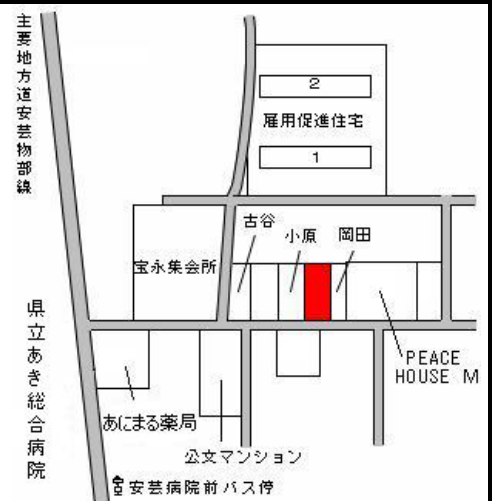 主要地方道安芸物部線
2
雇用促進住宅
1
古谷
小原
岡田
宝永集会所
県立あき総合病院
PEACE
HOUSE M
あにまる薬局
公文マンション
安芸病院前バス停